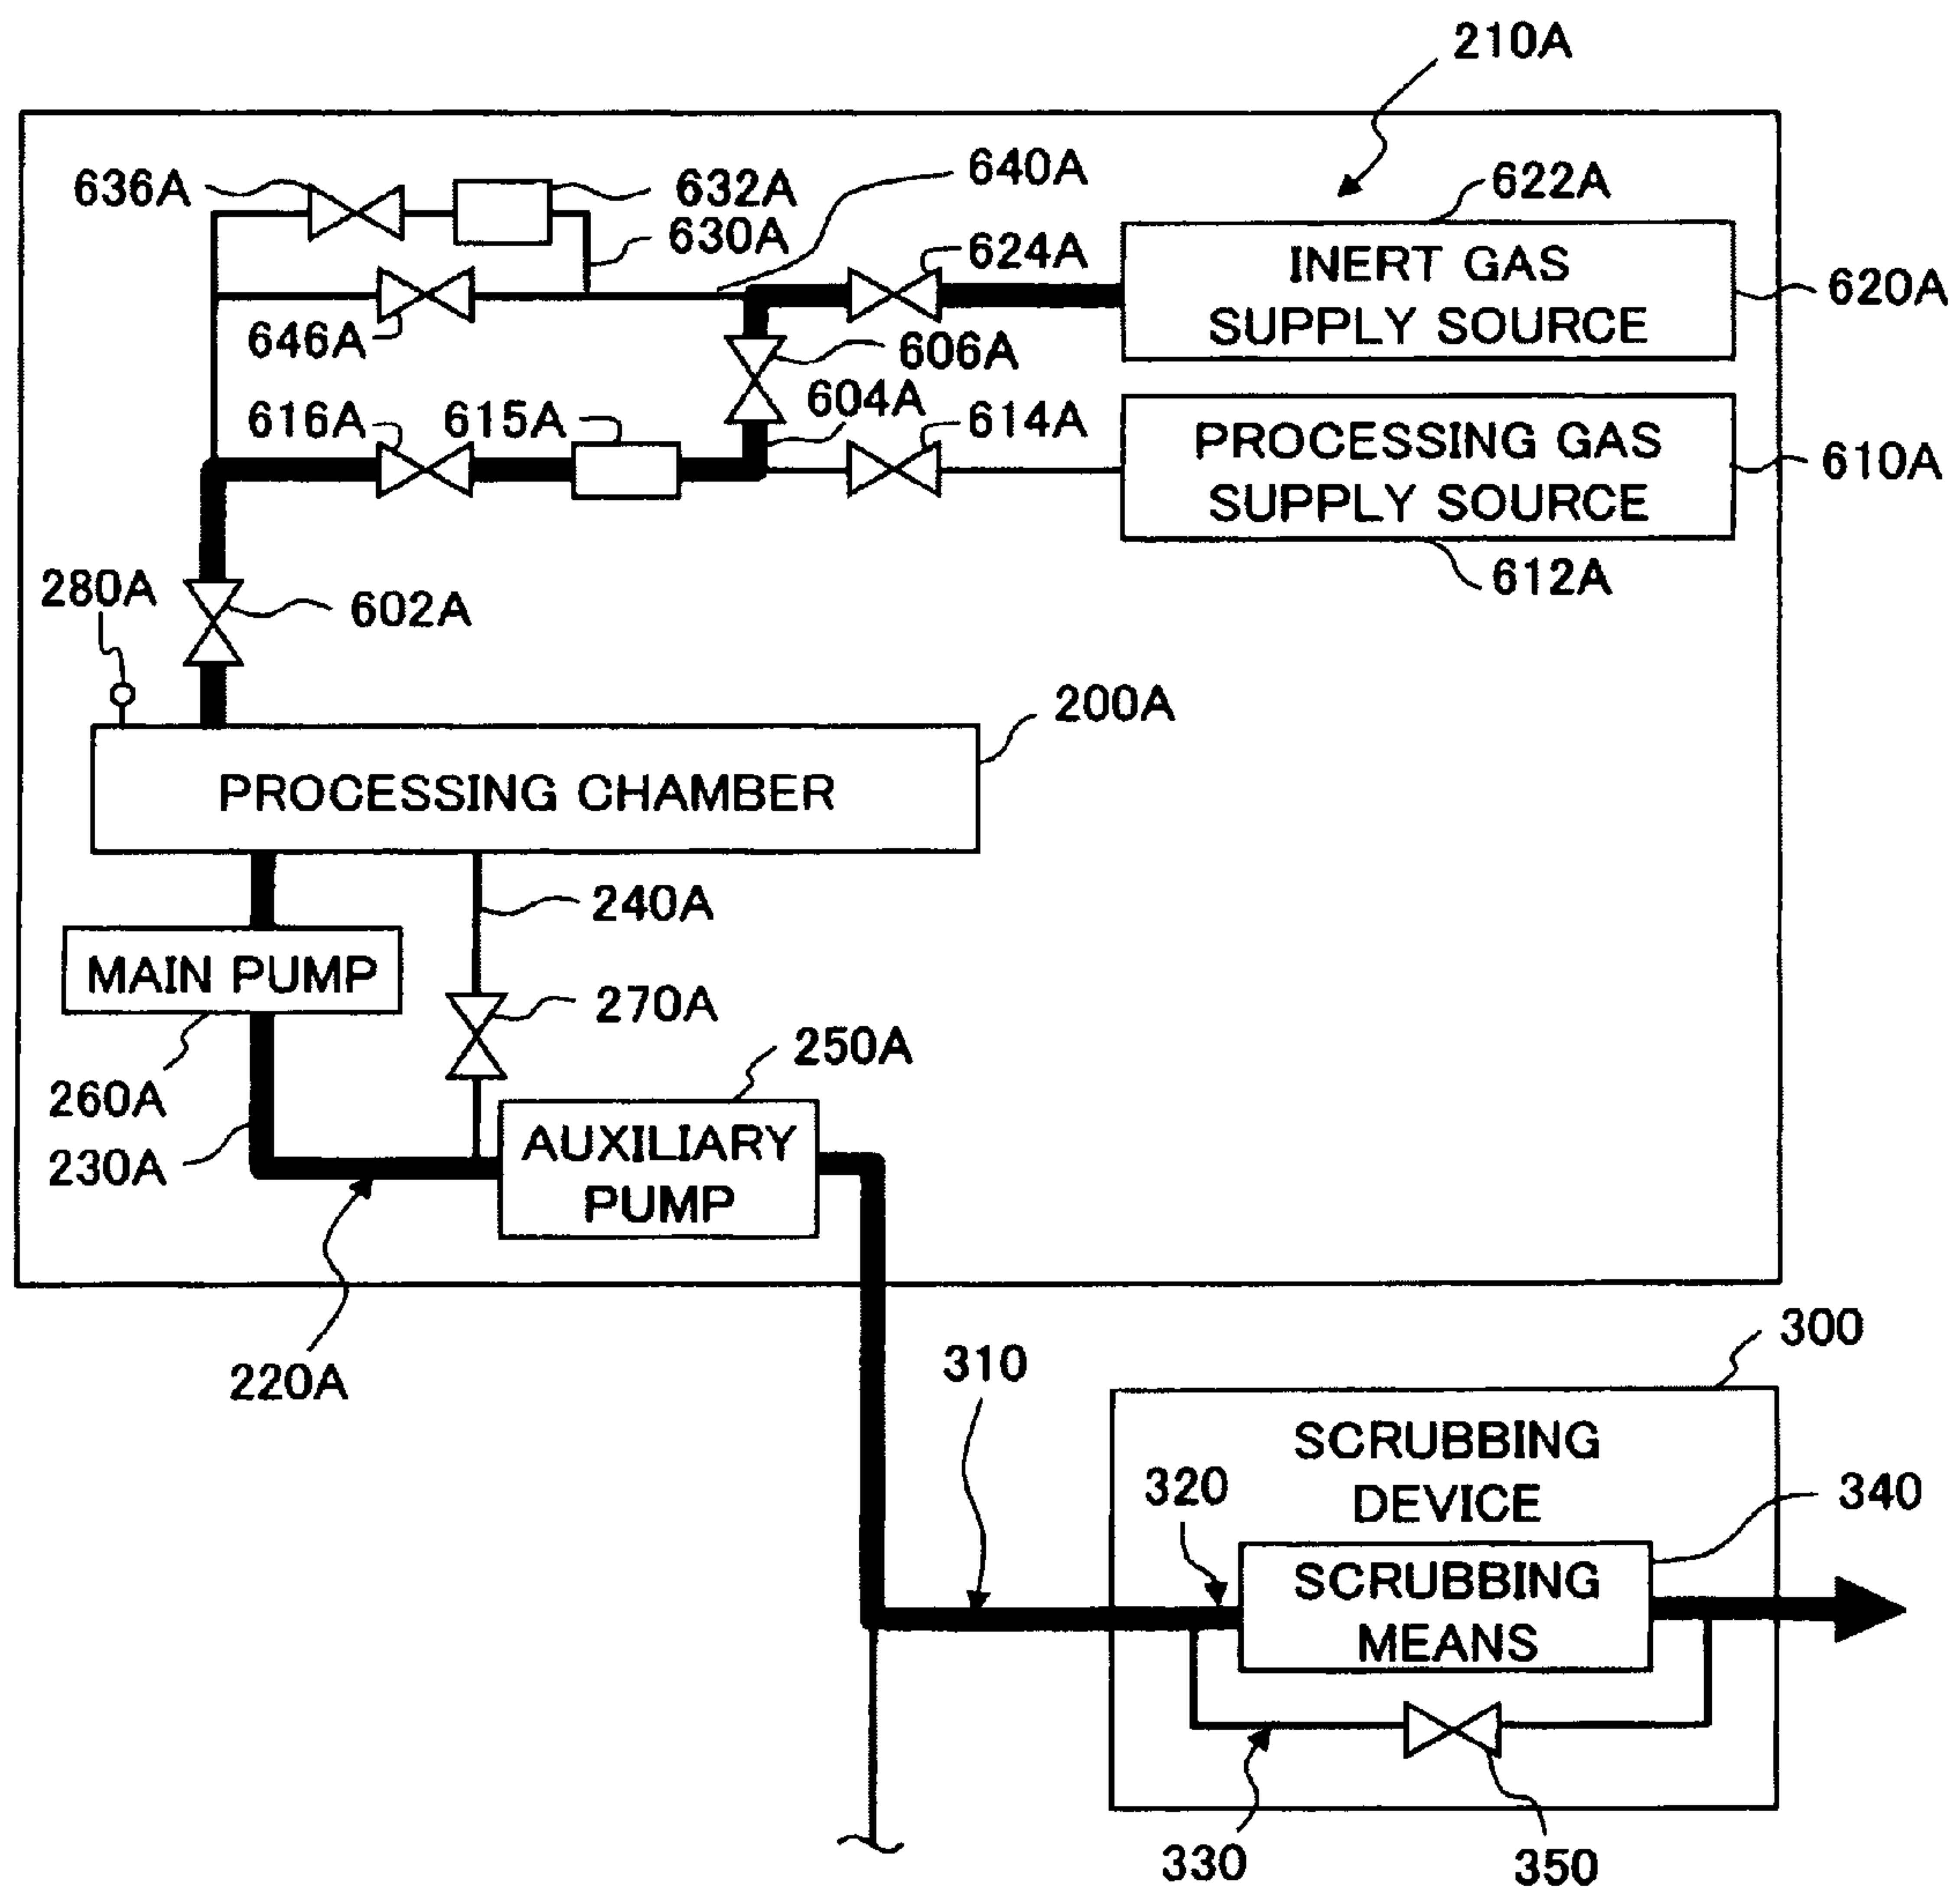 210A
636A
632A
640A
622A
630A
624A
INERT GAS
SUPPLY SOURCE
620A
646A
606A
604A
616A
615A
614A
PROCESSING GAS
SUPPLY SOURCE
610A
612A
280A
602A
200A
PROCESSING CHAMBER
240A
MAIN PUMP
270A
250A
260A
AUXILIARY
PUMP
230A
220A
310
300
SCRUBBING
DEVICE
320
340
SCRUBBING
MEANS
330
350